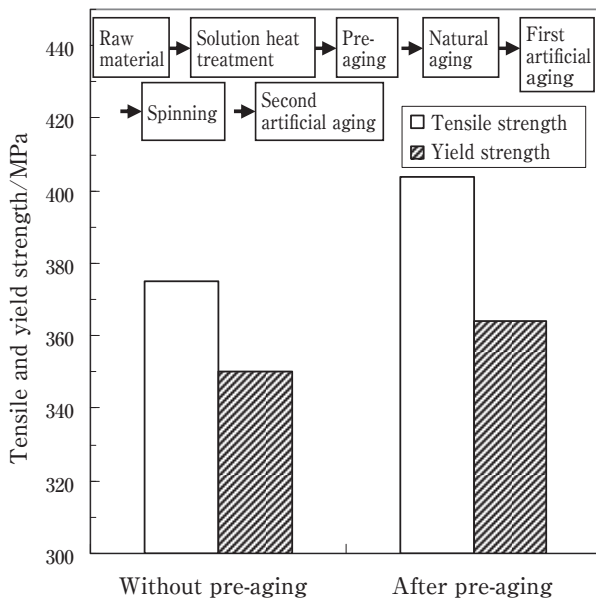 Raw
material
Solution heat
treatment
Pre-
aging
Natural
aging
First
artificial
aging
Spinning
Second
artificial aging
Tensile strength
Yield strength
Tensile and yield strength/MPa
440
420
400
380
360
340
320
300
Without pre-aging
After pre-aging